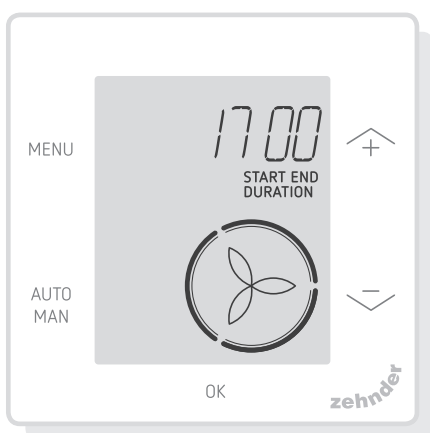 17 00
START END
DURATION
MENU
+
AUTO
MAN
−
OK
zehnder